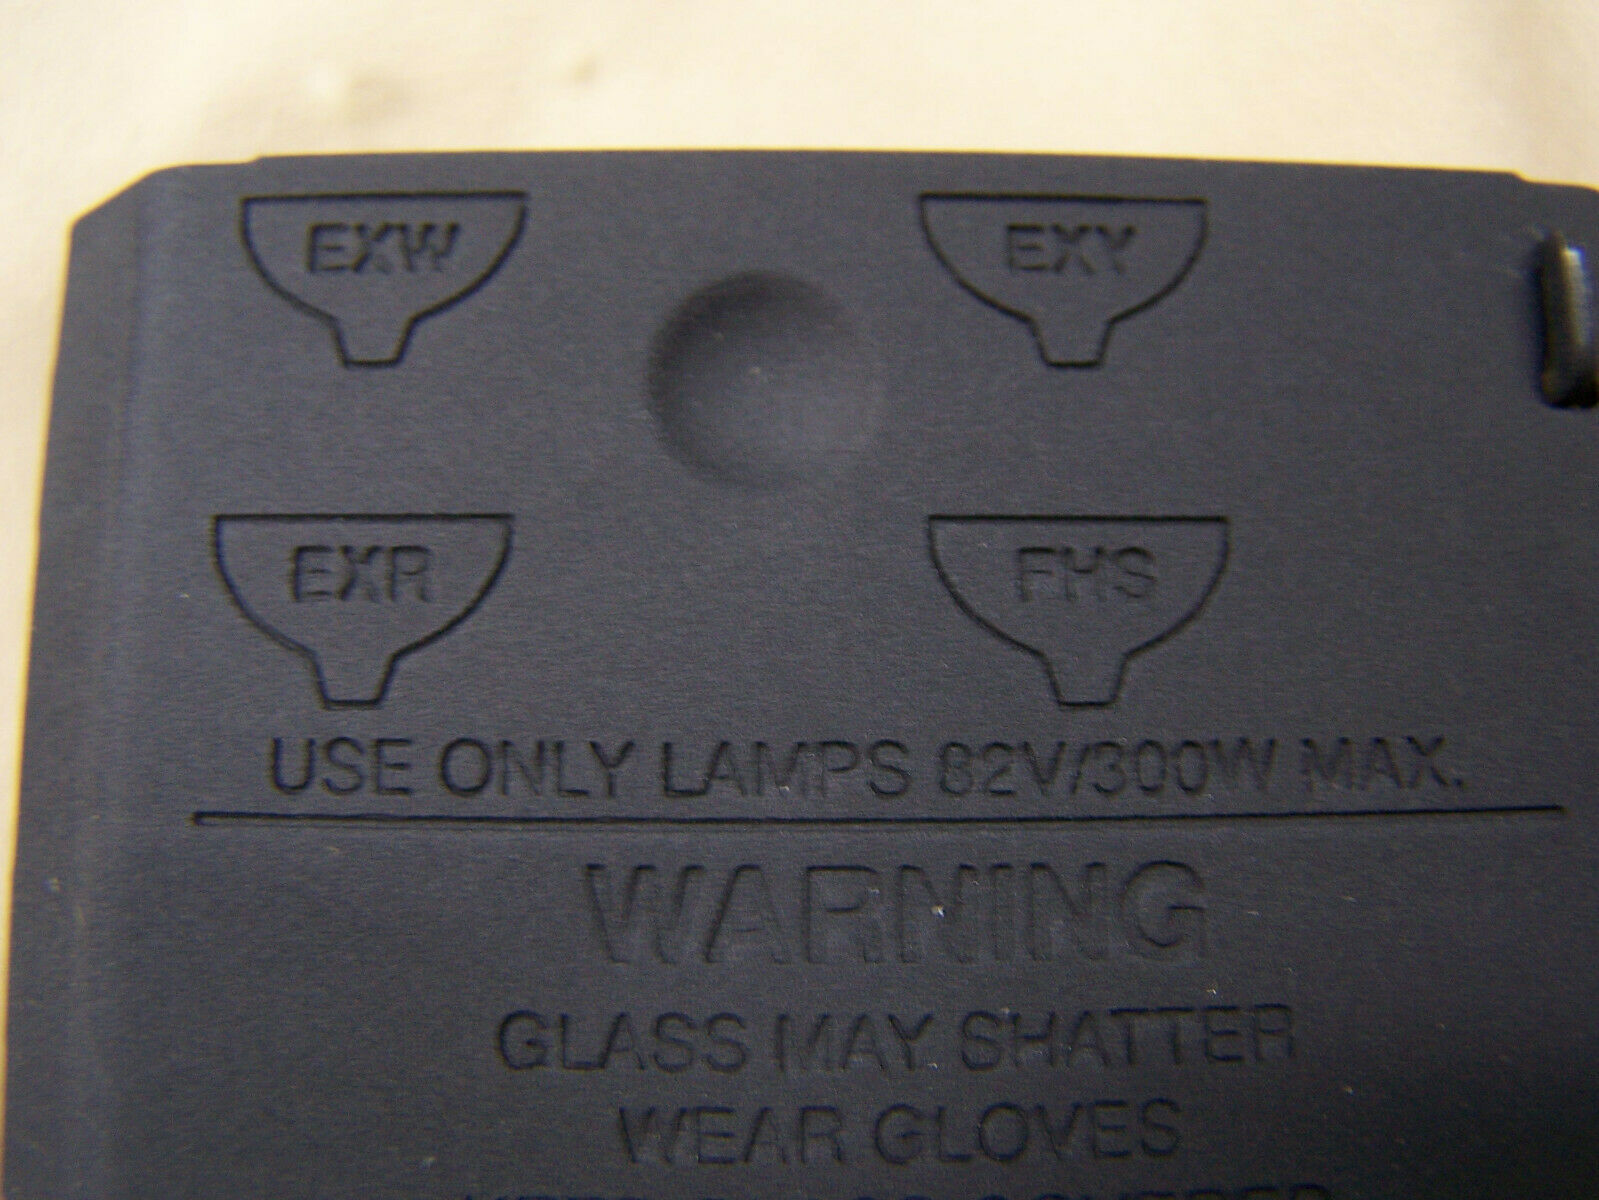 EXW EXY
EXR FHS
USE ONLY LAMPS 82V/300W MAX.
WARNING
GLASS MAY SHATTER
WEAR GLOVES